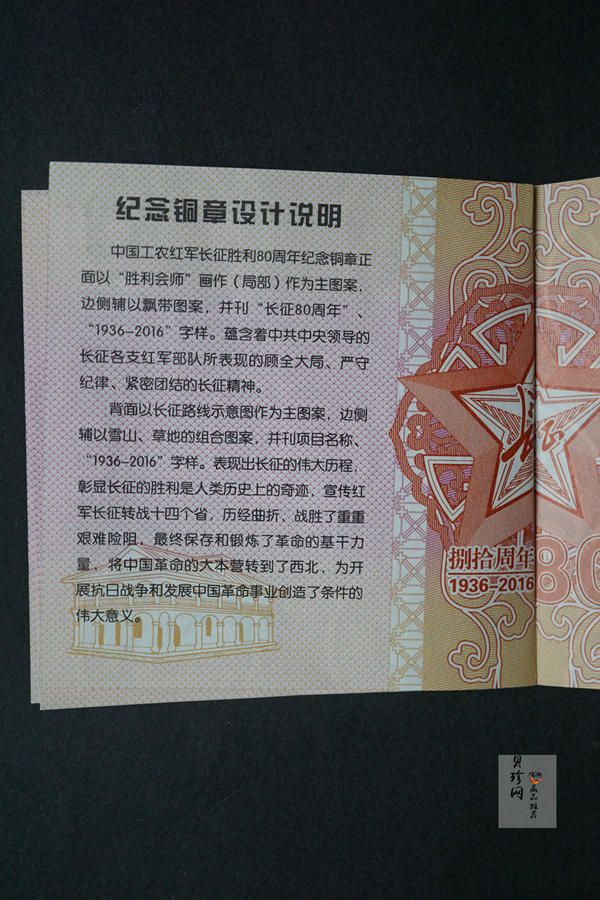 纪念铜章设计说明
中国工农红军长征胜利80周年纪念铜章正
面以“胜利会师”画作（局部）作为主图案，
边侧辅以飘带图案，并刊“长征80周年”、
“1936-2016”字样。蕴含着中共中央领导的
长征各支红军部队所表现的顾全大局、严守
纪律、紧密团结的长征精神。
背面以长征路线示意图作为主图案，边侧
辅以雪山、草地的组合图案，并刊项目名称、
“1936-2016”字样。表现出长征的伟大历程，
彰显长征的胜利是人类历史上的奇迹，宣传红
军长征转战十四个省，历经曲折、战胜了重重
艰难险阻，最终保存和锻炼了革命的基干力
量，将中国革命的大本营转到了西北，为开
展抗日战争和发展中国革命事业创造了条件的
伟大意义。
捌拾周年
1936-2016
80
贝珍网
藏品推荐